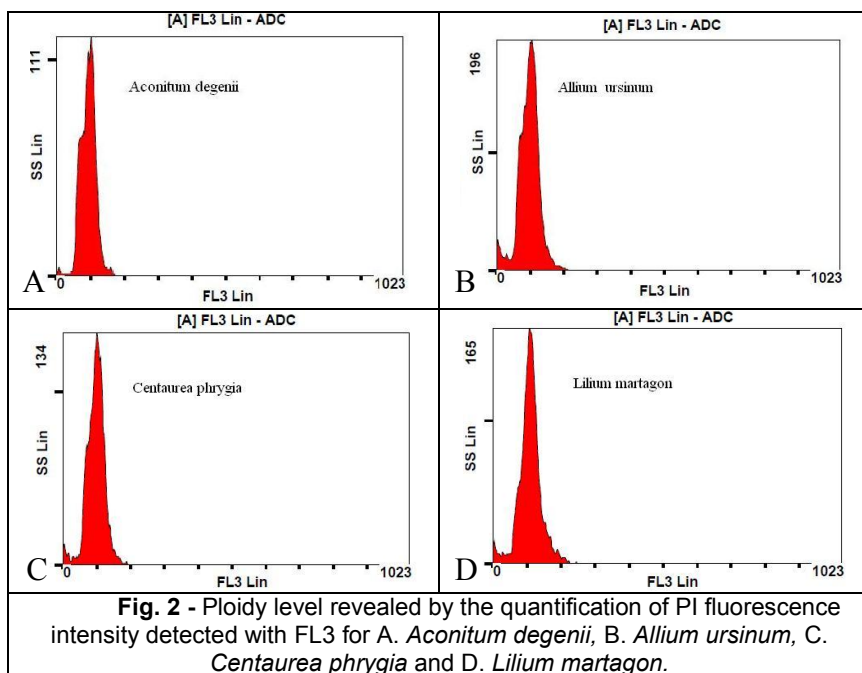 [A] FL3 Lin - ADC
111
SS Lin
Aconitum degenii
A
0
1023
FL3 Lin
[A] FL3 Lin - ADC
196
SS Lin
Allium ursinum
B
0
1023
FL3 Lin
[A] FL3 Lin - ADC
134
SS Lin
Centaurea phrygia
C
0
1023
FL3 Lin
[A] FL3 Lin - ADC
165
SS Lin
Lilium martagon
D
0
1023
FL3 Lin
Fig. 2 - Ploidy level revealed by the quantification of PI fluorescence
intensity detected with FL3 for A. Aconitum degenii, B. Allium ursinum, C.
Centaurea phrygia and D. Lilium martagon.